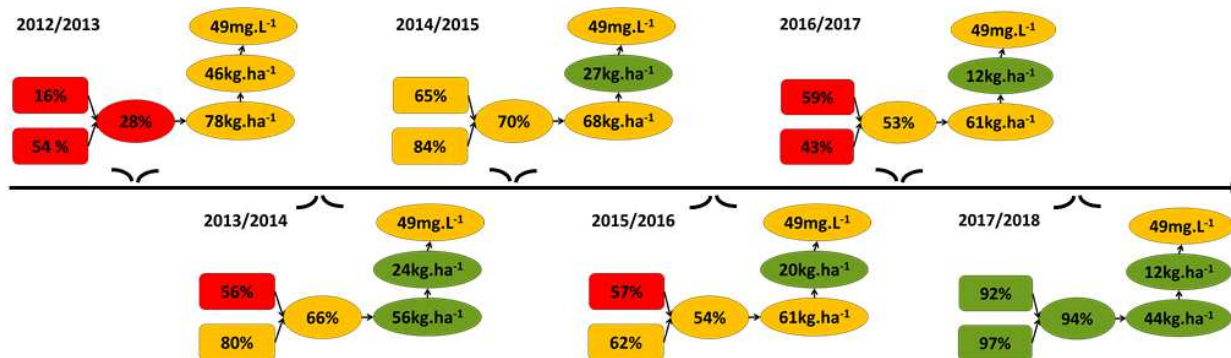 2012/2013
49mg.L⁻¹
46kg.ha⁻¹
16%
28%
78kg.ha⁻¹
54 %
2014/2015
49mg.L⁻¹
27kg.ha⁻¹
65%
70%
68kg.ha⁻¹
84%
2016/2017
49mg.L⁻¹
12kg.ha⁻¹
59%
53%
61kg.ha⁻¹
43%
2013/2014
49mg.L⁻¹
24kg.ha⁻¹
56%
66%
56kg.ha⁻¹
80%
2015/2016
49mg.L⁻¹
20kg.ha⁻¹
57%
54%
61kg.ha⁻¹
62%
2017/2018
49mg.L⁻¹
12kg.ha⁻¹
92%
94%
44kg.ha⁻¹
97%